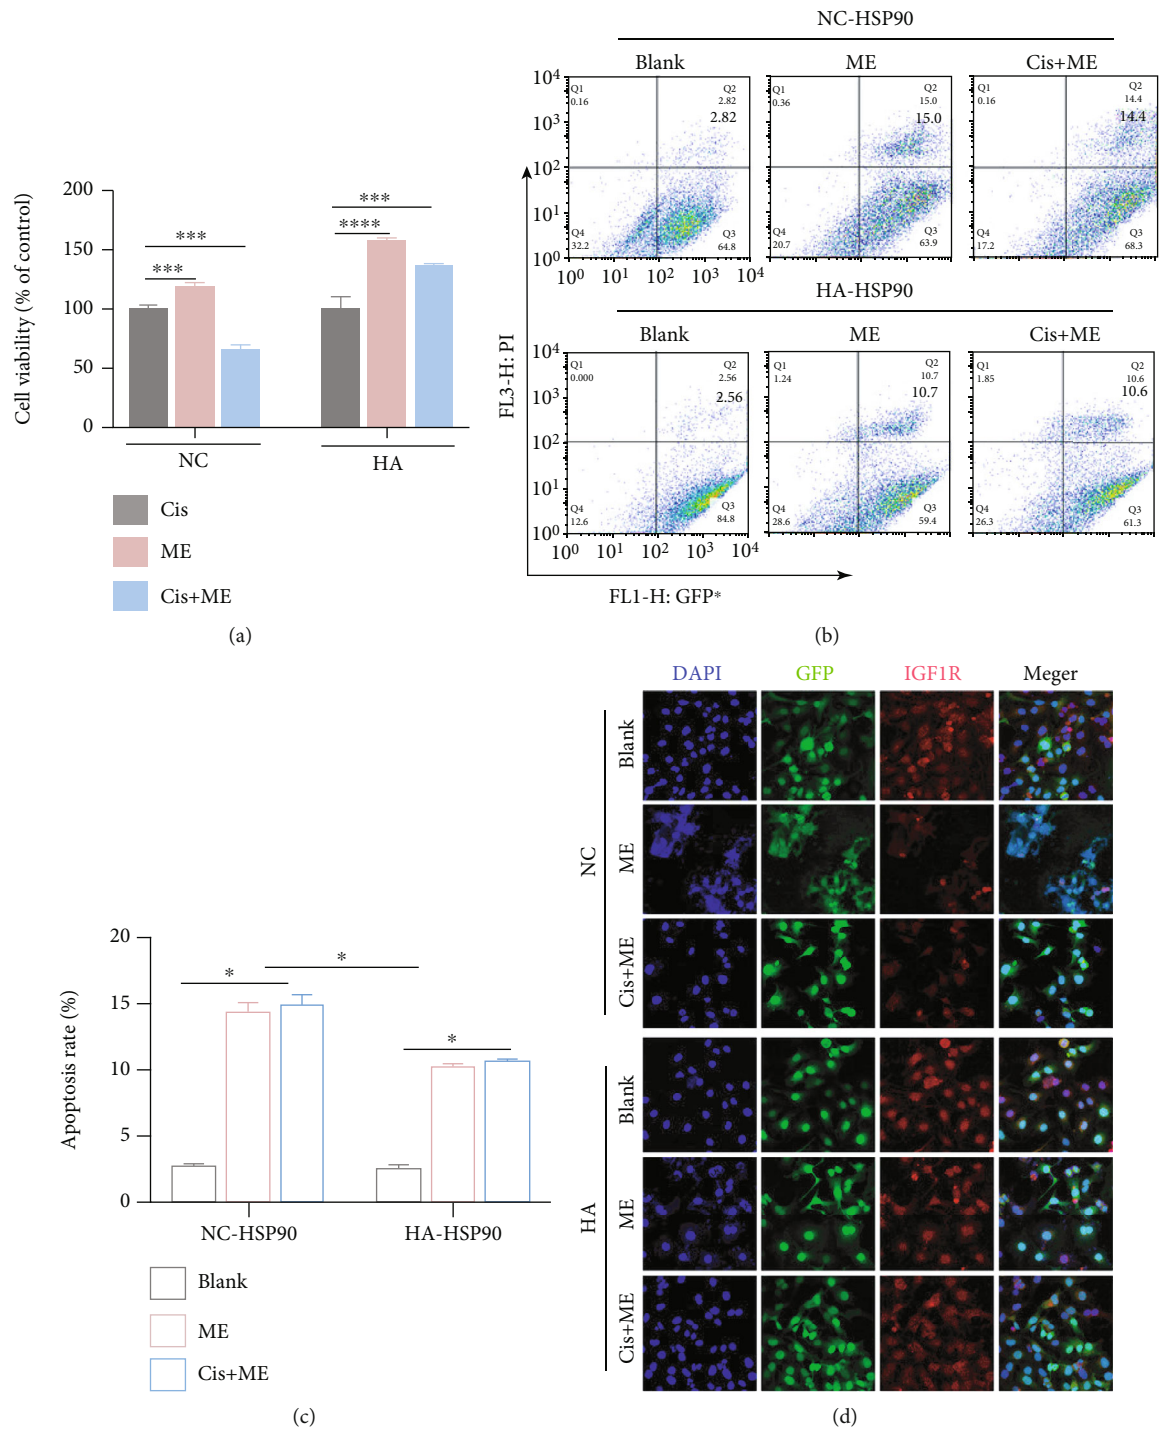 200
150
100
50
0
Cell viability (% of control)
***
***
***
****
NC
HA
Cis
ME
Cis+ME
(a)
NC-HSP90
Blank
ME
Cis+ME
10⁴
10³
10²
10¹
10⁰
Q1
0.16
Q2
2.82
2.82
Q4
32.2
Q3
64.8
Q1
0.36
Q2
15.0
15.0
Q4
20.7
Q3
63.9
Q1
0.16
Q2
14.4
14.4
Q4
17.2
Q3
68.3
10⁰ 10¹ 10² 10³ 10⁴
HA-HSP90
Blank
ME
Cis+ME
10⁴
10³
10²
10¹
10⁰
Q1
0.000
Q2
2.56
2.56
Q4
12.6
Q3
84.8
Q1
1.24
Q2
10.7
10.7
Q4
28.6
Q3
59.4
Q1
1.85
Q2
10.6
10.6
Q4
26.3
Q3
61.3
10⁰ 10¹ 10² 10³ 10⁴
FL3-H: PI
FL1-H: GFP*
(b)
20
15
10
5
0
Apoptosis rate (%)
*
*
*
NC-HSP90
HA-HSP90
Blank
ME
Cis+ME
(c)
DAPI
GFP
IGF1R
Meger
NC
Blank
ME
Cis+ME
HA
Blank
ME
Cis+ME
(d)